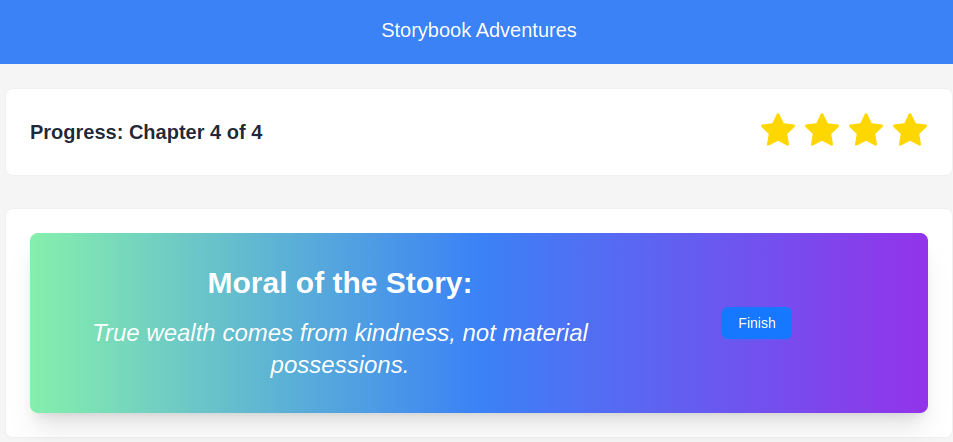 Storybook Adventures
Progress: Chapter 4 of 4
Moral of the Story:
True wealth comes from kindness, not material
possessions.
Finish